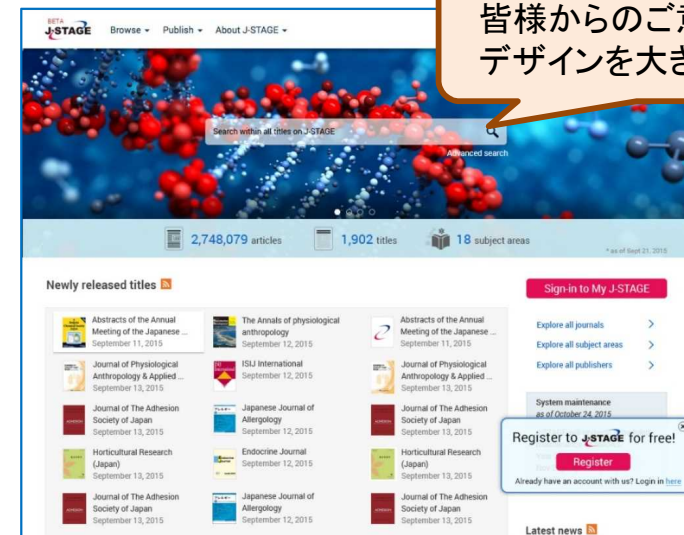 皆様からのご意
デザインを大き
BETA
J-STAGE
Browse
Publish
About J-STAGE
Search within all titles on J-STAGE
Advanced search
2,748,079 articles
1,902 titles
18 subject areas
* as of Sept 21, 2015
Newly released titles
Abstracts of the Annual
Meeting of the Japanese ...
September 11, 2015
The Annals of physiological
anthropology
September 12, 2015
Abstracts of the Annual
Meeting of the Japanese ...
September 11, 2015
Journal of Physiological
Anthropology & Applied ...
September 13, 2015
ISIJ International
September 12, 2015
Journal of Physiological
Anthropology & Applied ...
September 13, 2015
Journal of The Adhesion
Society of Japan
September 13, 2015
Japanese Journal of
Allergology
September 12, 2015
Journal of The Adhesion
Society of Japan
September 13, 2015
Horticultural Research
(Japan)
September 13, 2015
Endocrine Journal
September 12, 2015
Horticultural Research
(Japan)
September 13, 2015
Journal of The Adhesion
Society of Japan
September 13, 2015
Japanese Journal of
Allergology
September 12, 2015
Journal of The Adhesion
Society of Japan
September 13, 2015
Sign-in to My J-STAGE
Explore all journals
Explore all subject areas
Explore all publishers
System maintenance
as of October 24, 2015
Register to J-STAGE for free!
Register
Already have an account with us? Login in here
Latest news